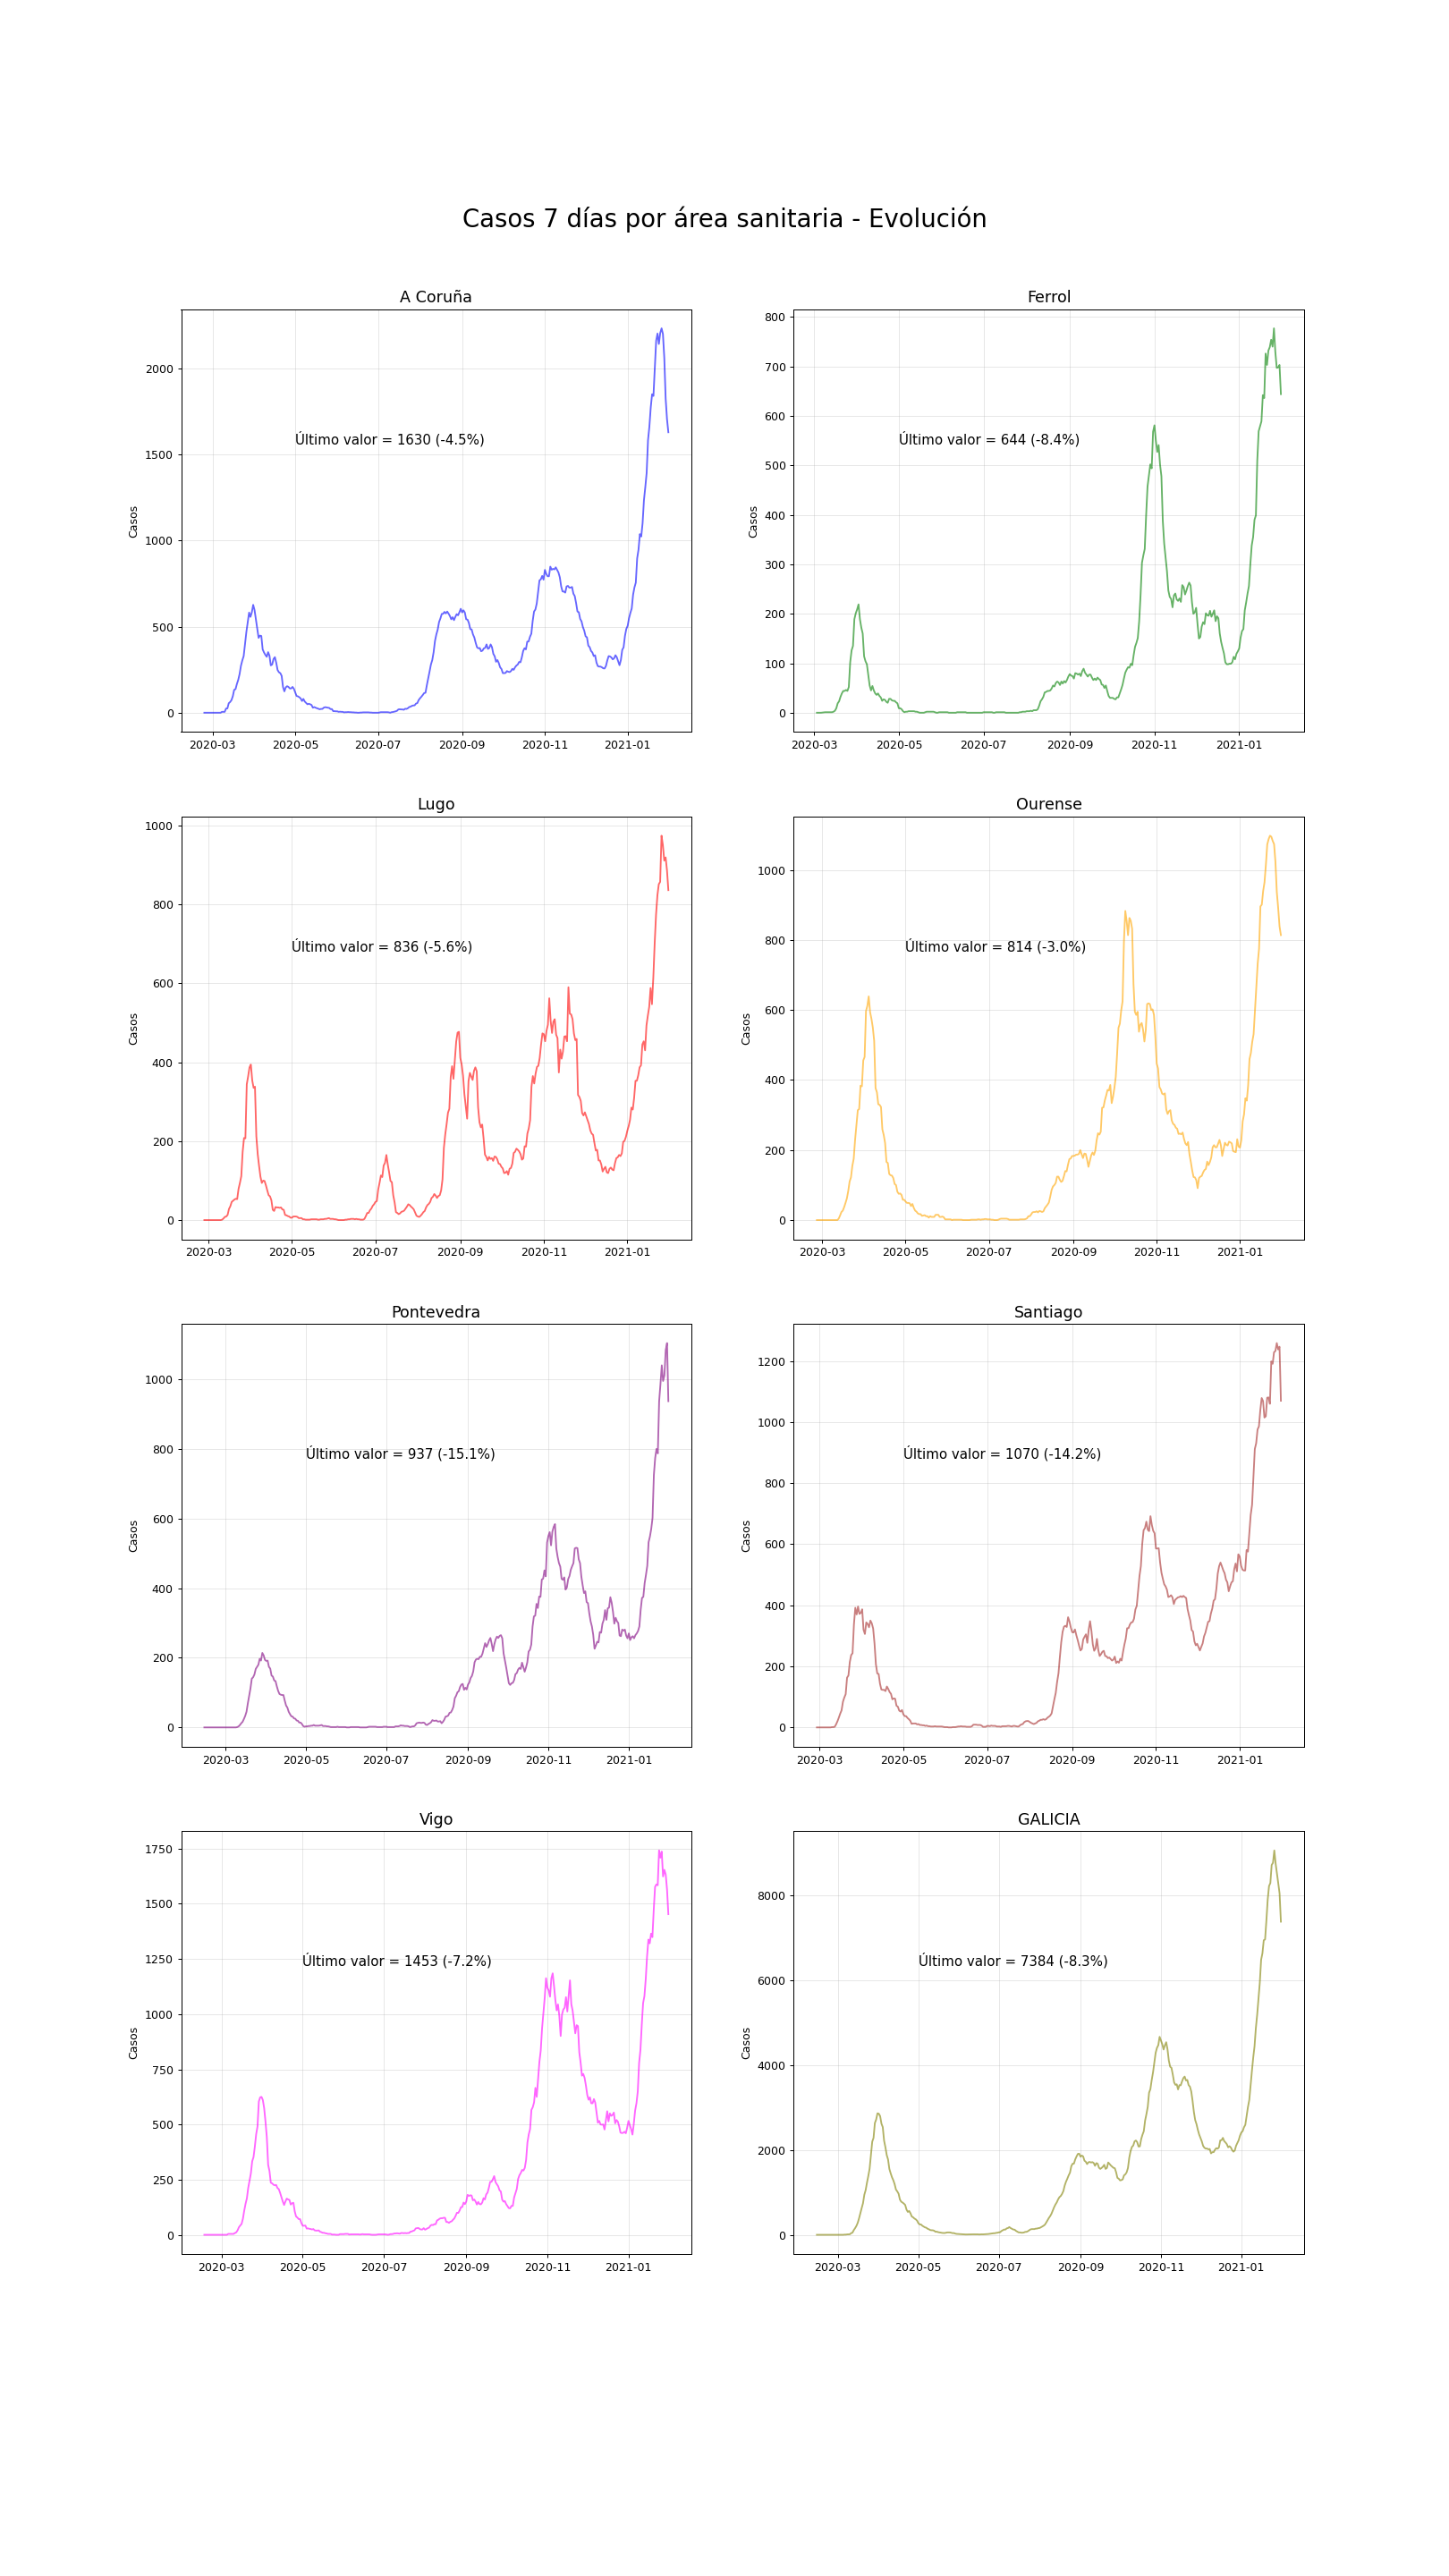 Casos 7 días por área sanitaria - Evolución
A Coruña
2000
1500
1000
500
0
Casos
Último valor = 1630 (-4.5%)
2020-03 2020-05 2020-07 2020-09 2020-11 2021-01
Ferrol
800
700
600
500
400
300
200
100
0
Casos
Último valor = 644 (-8.4%)
2020-03 2020-05 2020-07 2020-09 2020-11 2021-01
Lugo
1000
800
600
400
200
0
Casos
Último valor = 836 (-5.6%)
2020-03 2020-05 2020-07 2020-09 2020-11 2021-01
Ourense
1000
800
600
400
200
0
Casos
Último valor = 814 (-3.0%)
2020-03 2020-05 2020-07 2020-09 2020-11 2021-01
Pontevedra
1000
800
600
400
200
0
Casos
Último valor = 937 (-15.1%)
2020-03 2020-05 2020-07 2020-09 2020-11 2021-01
Santiago
1200
1000
800
600
400
200
0
Casos
Último valor = 1070 (-14.2%)
2020-03 2020-05 2020-07 2020-09 2020-11 2021-01
Vigo
1750
1500
1250
1000
750
500
250
0
Casos
Último valor = 1453 (-7.2%)
2020-03 2020-05 2020-07 2020-09 2020-11 2021-01
GALICIA
8000
6000
4000
2000
0
Casos
Último valor = 7384 (-8.3%)
2020-03 2020-05 2020-07 2020-09 2020-11 2021-01